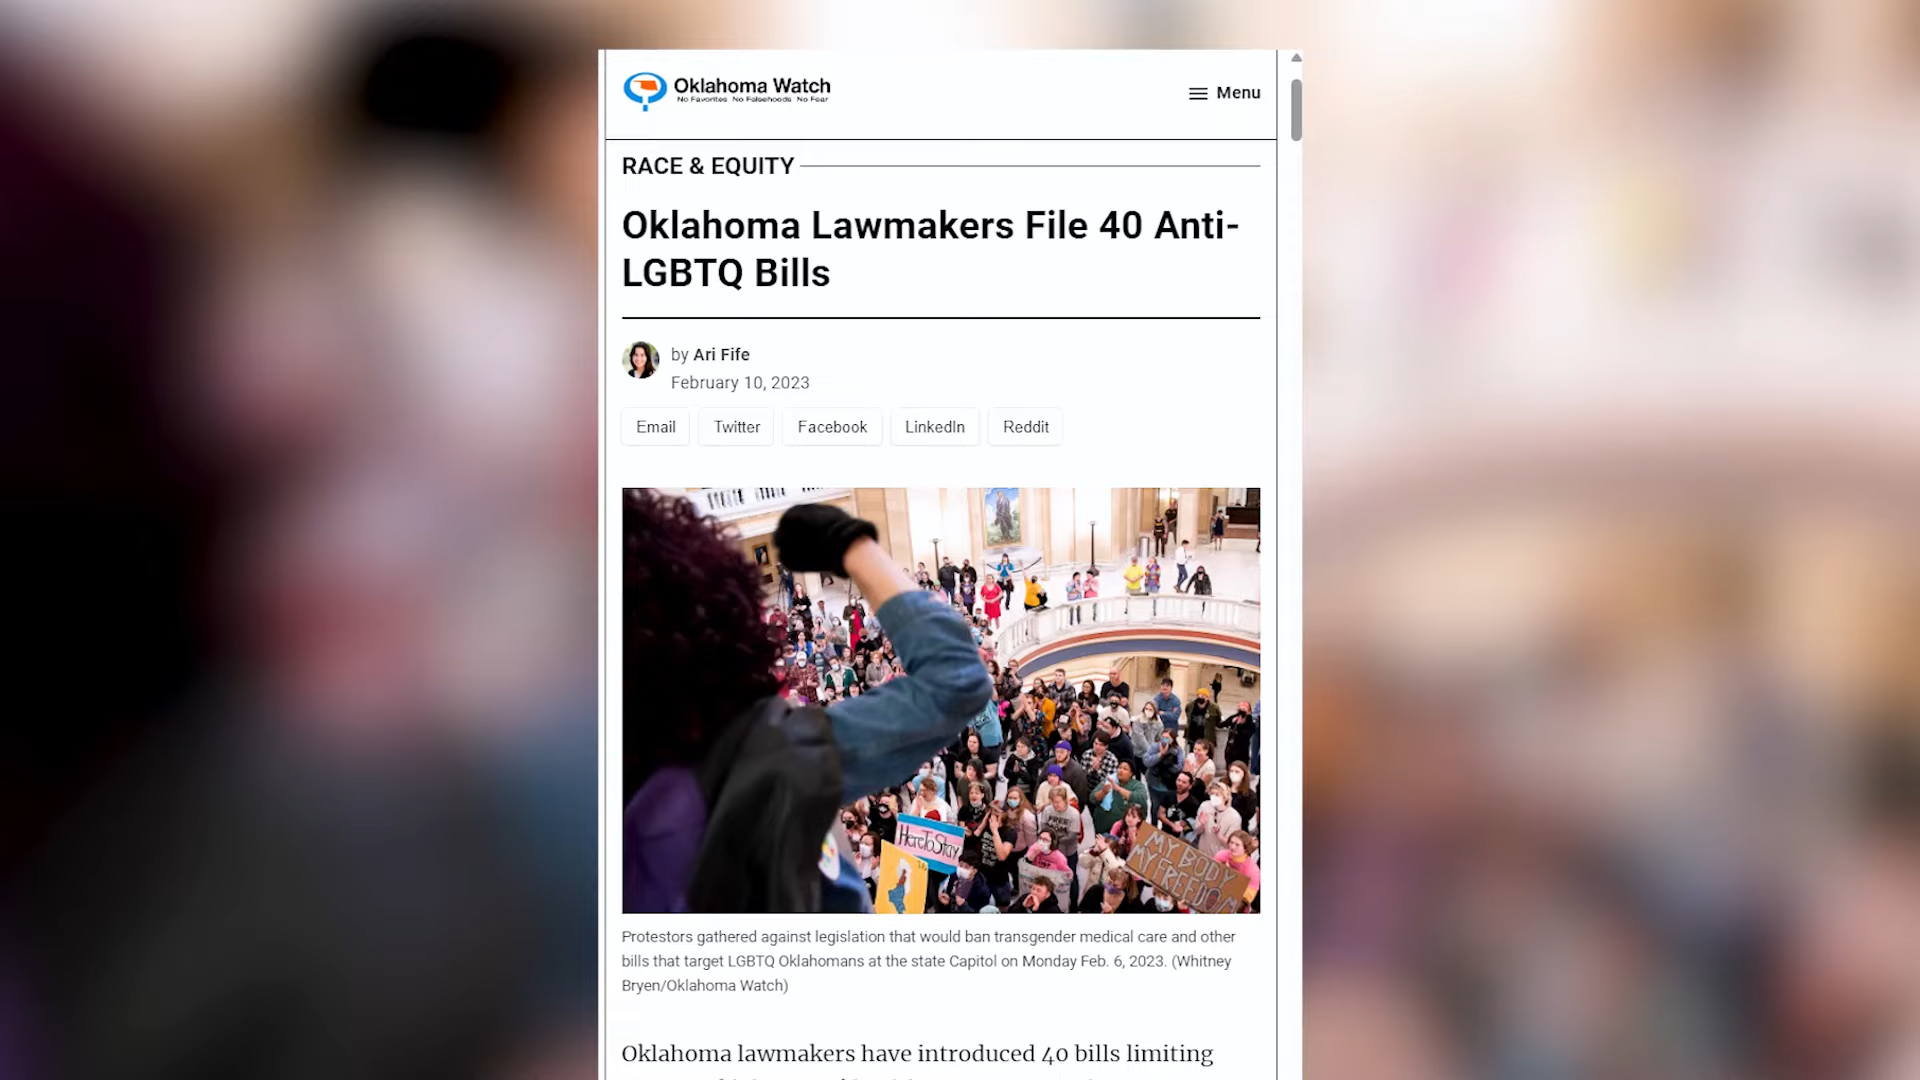 Oklahoma Watch
No Favorites No Falsehoods No Fear
Menu
RACE & EQUITY
Oklahoma Lawmakers File 40 Anti-
LGBTQ Bills
by Ari Fife
February 10, 2023
Email Twitter Facebook LinkedIn Reddit
HereToStay
FREE
MOM
MY BODY
MY FREEDOM
Protestors gathered against legislation that would ban transgender medical care and other
bills that target LGBTQ Oklahomans at the state Capitol on Monday Feb. 6, 2023. (Whitney
Bryen/Oklahoma Watch)
Oklahoma lawmakers have introduced 40 bills limiting